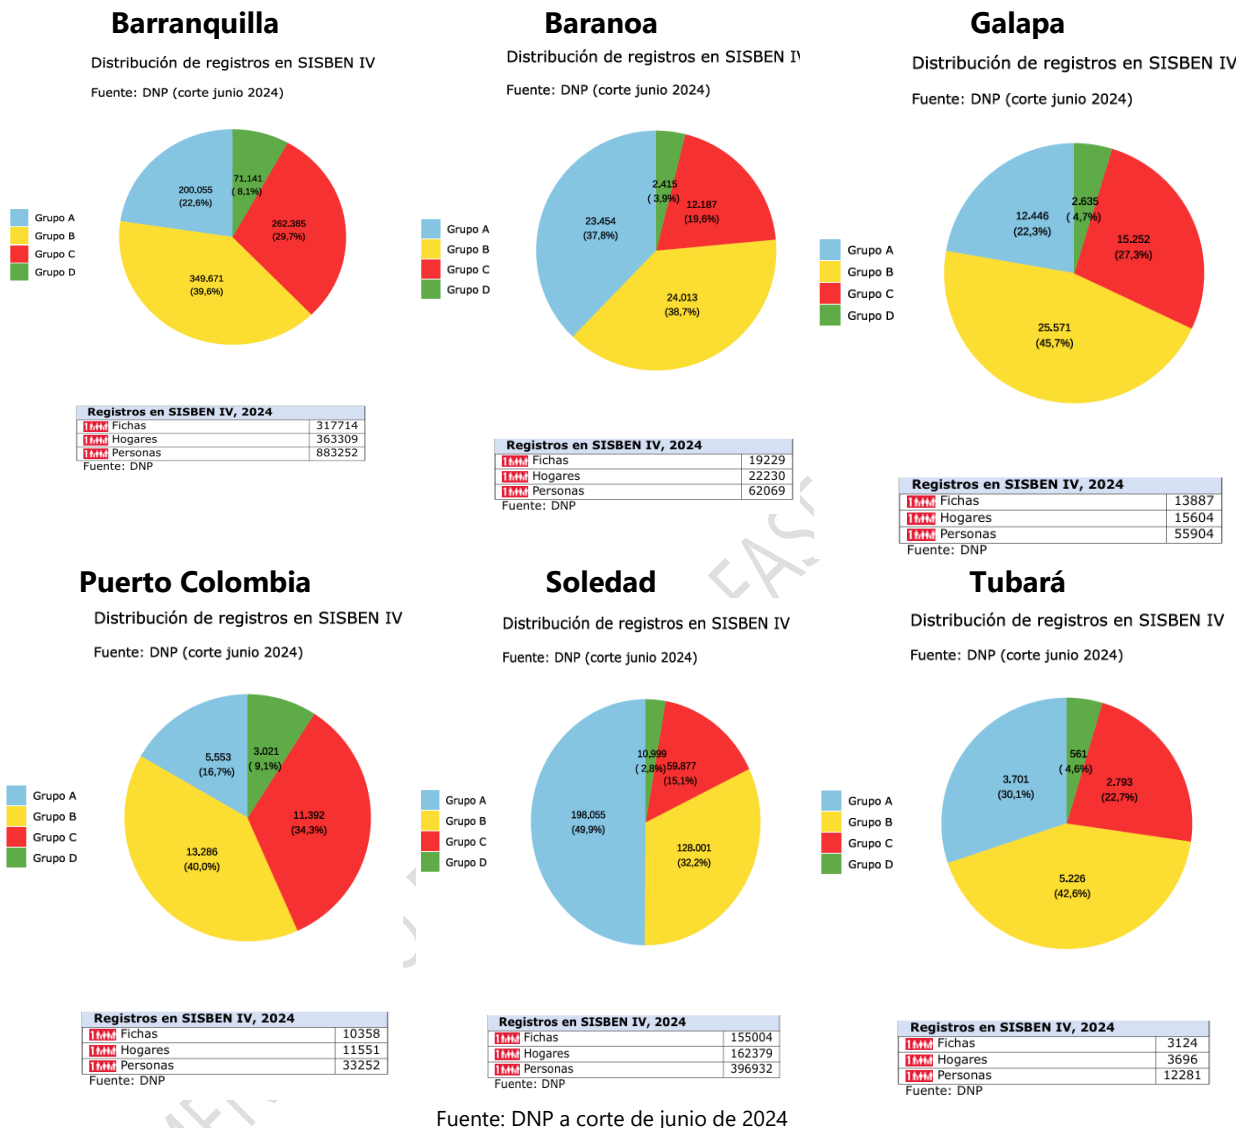 Barranquilla
Distribución de registros en SISBEN IV
Fuente: DNP (corte junio 2024)
71.141
( 8,1%)
200.055
(22,6%)
262.385
(29,7%)
349.671
(39,6%)
Grupo A
Grupo B
Grupo C
Grupo D
Registros en SISBEN IV, 2024
Fichas 317714
Hogares 363309
Personas 883252
Fuente: DNP
Baranoa
Distribución de registros en SISBEN IV
Fuente: DNP (corte junio 2024)
2.415
( 3,9%)
12.187
(19,6%)
23.454
(37,8%)
24,013
(38,7%)
Grupo A
Grupo B
Grupo C
Grupo D
Registros en SISBEN IV, 2024
Fichas 19229
Hogares 22230
Personas 62069
Fuente: DNP
Galapa
Distribución de registros en SISBEN IV
Fuente: DNP (corte junio 2024)
2.635
( 4,7%)
12.446
(22,3%)
15.252
(27,3%)
25.571
(45,7%)
Grupo A
Grupo B
Grupo C
Grupo D
Registros en SISBEN IV, 2024
Fichas 13887
Hogares 15604
Personas 55904
Fuente: DNP
Puerto Colombia
Distribución de registros en SISBEN IV
Fuente: DNP (corte junio 2024)
3.021
( 9,1%)
5.553
(16,7%)
11.392
(34,3%)
13.286
(40,0%)
Grupo A
Grupo B
Grupo C
Grupo D
Registros en SISBEN IV, 2024
Fichas 10358
Hogares 11551
Personas 33252
Fuente: DNP
Soledad
Distribución de registros en SISBEN IV
Fuente: DNP (corte junio 2024)
10.999
( 2,8%)
59.877
(15,1%)
198.055
(49,9%)
128.001
(32,2%)
Grupo A
Grupo B
Grupo C
Grupo D
Registros en SISBEN IV, 2024
Fichas 155004
Hogares 162379
Personas 396932
Fuente: DNP
Tubará
Distribución de registros en SISBEN IV
Fuente: DNP (corte junio 2024)
561
( 4,6%)
3.701
(30,1%)
2.793
(22,7%)
5.226
(42,6%)
Grupo A
Grupo B
Grupo C
Grupo D
Registros en SISBEN IV, 2024
Fichas 3124
Hogares 3696
Personas 12281
Fuente: DNP
Fuente: DNP a corte de junio de 2024